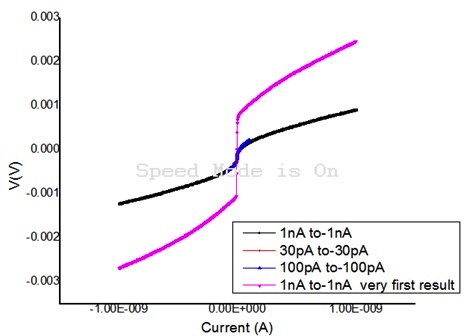 0.003
0.002
0.001
0.000
-0.001
-0.002
-0.003
V(V)
Speed Mode is On
1nA to-1nA
30pA to-30pA
100pA to-100pA
1nA to-1nA very first result
-1.00E-009
0.00E+000
1.00E-009
Current (A)